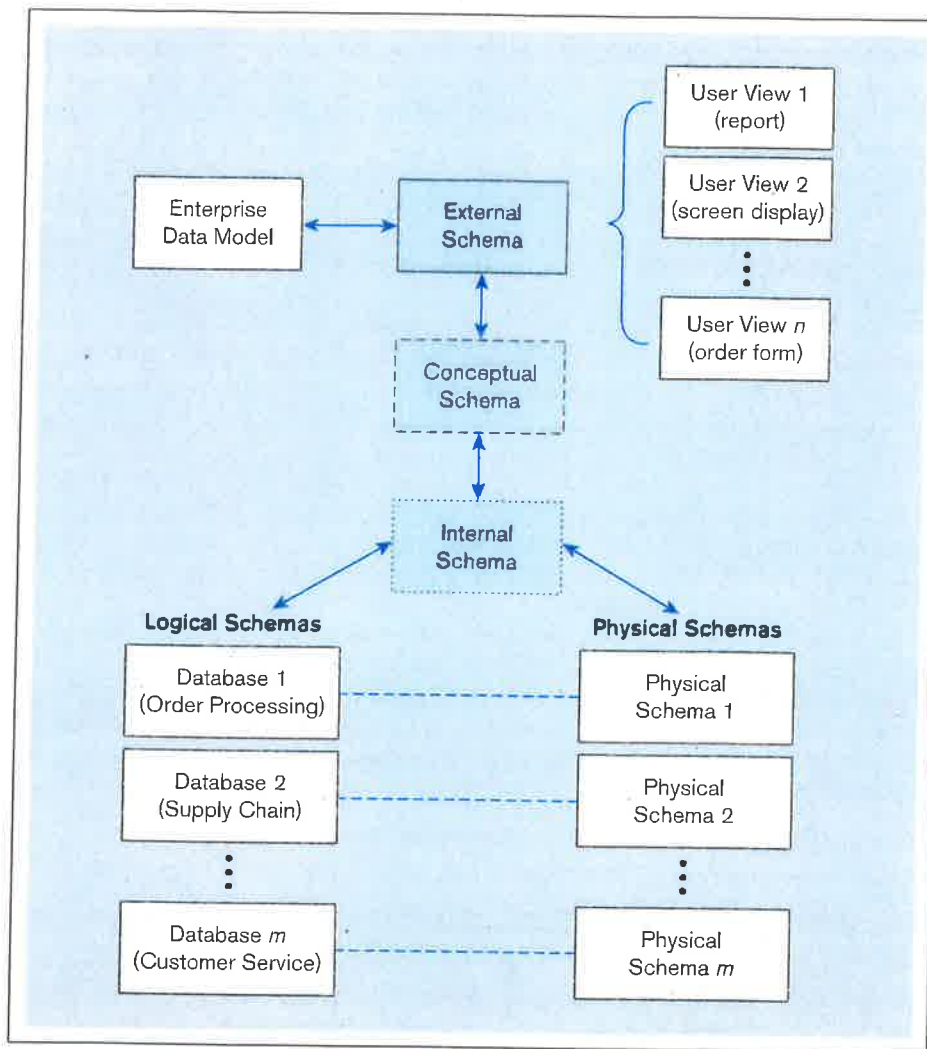 User View 1
(report)
User View 2
(screen display)
Enterprise
Data Model
External
Schema
User View n
(order form)
Conceptual
Schema
Internal
Schema
Logical Schemas
Physical Schemas
Database 1
(Order Processing)
Physical
Schema 1
Database 2
(Supply Chain)
Physical
Schema 2
Database m
(Customer Service)
Physical
Schema m